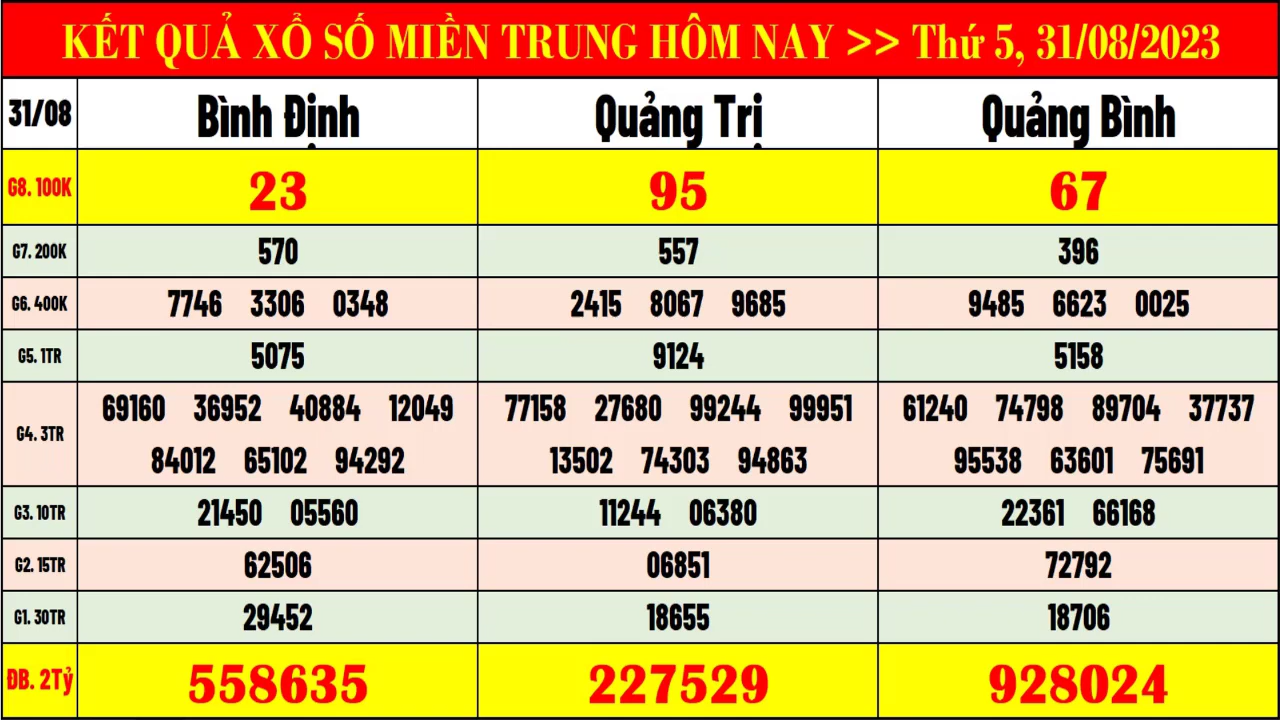 KẾT QUẢ XỔ SỐ MIỀN TRUNG HÔM NAY >> Thứ 5, 31/08/2023
31/08 Bình Định Quảng Trị Quảng Bình
G8. 100K 23 95 67
G7. 200K 570 557 396
G6. 400K 7746 3306 0348 2415 8067 9685 9485 6623 0025
G5. 1TR 5075 9124 5158
G4. 3TR 69160 36952 40884 12049 77158 27680 99244 99951 61240 74798 89704 37737
84012 65102 94292 13502 74303 94863 95538 63601 75691
G3. 10TR 21450 05560 11244 06380 22361 66168
G2. 15TR 62506 06851 72792
G1. 30TR 29452 18655 18706
ĐB. 2Tỷ 558635 227529 928024